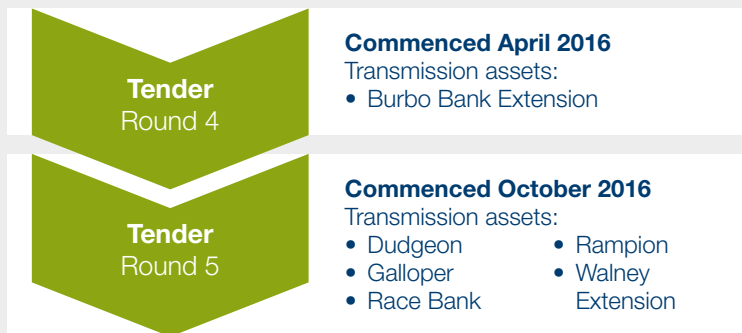 Tender
Round 4
Commenced April 2016
Transmission assets:
• Burbo Bank Extension
Tender
Round 5
Commenced October 2016
Transmission assets:
• Dudgeon
• Galloper
• Race Bank
• Rampion
• Walney
Extension